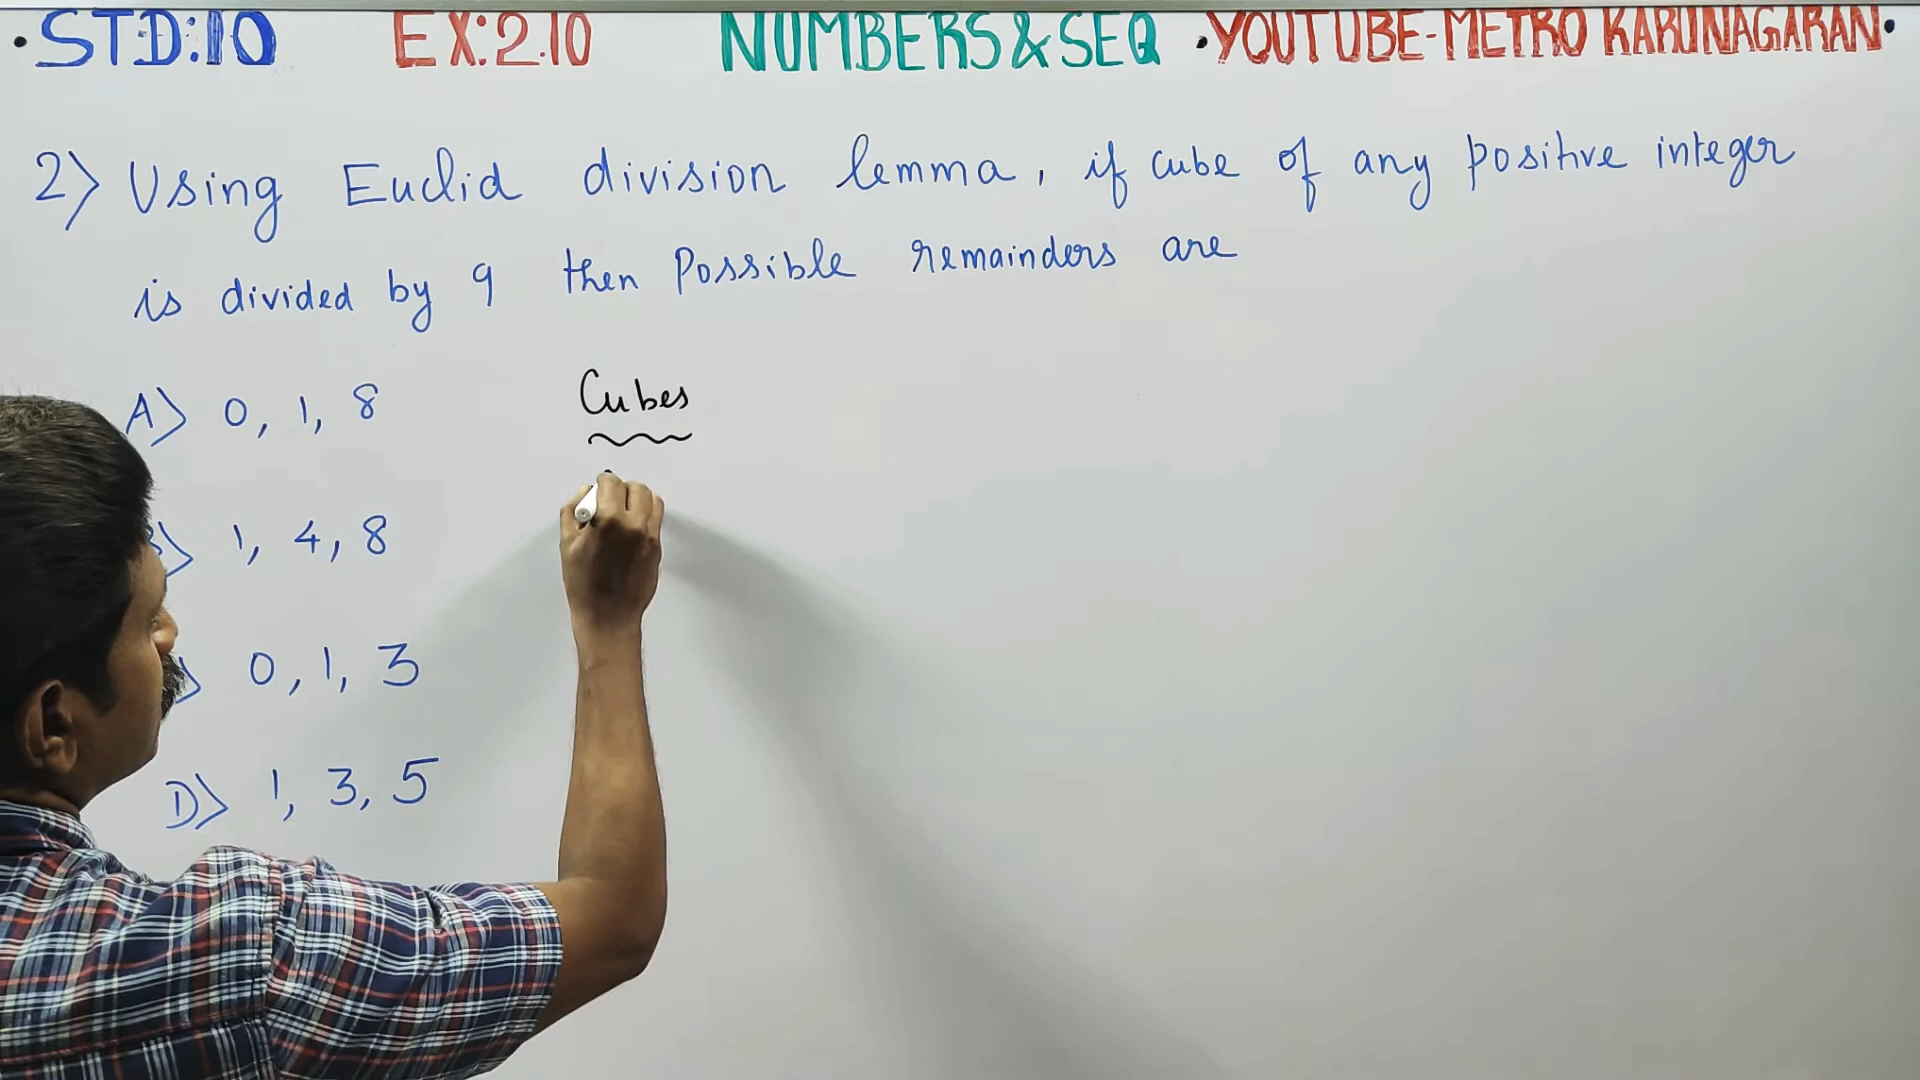 ·STD:10 EX:2.10 NUMBERS&SEQ ·YOUTUBE-METRO KARUNAGARAN·
2) Using Euclid division lemma, if cube of any positive integer
is divided by 9 then possible remainders are
A) 0, 1, 8
Cubes
) 1, 4, 8
) 0, 1, 3
D) 1, 3, 5